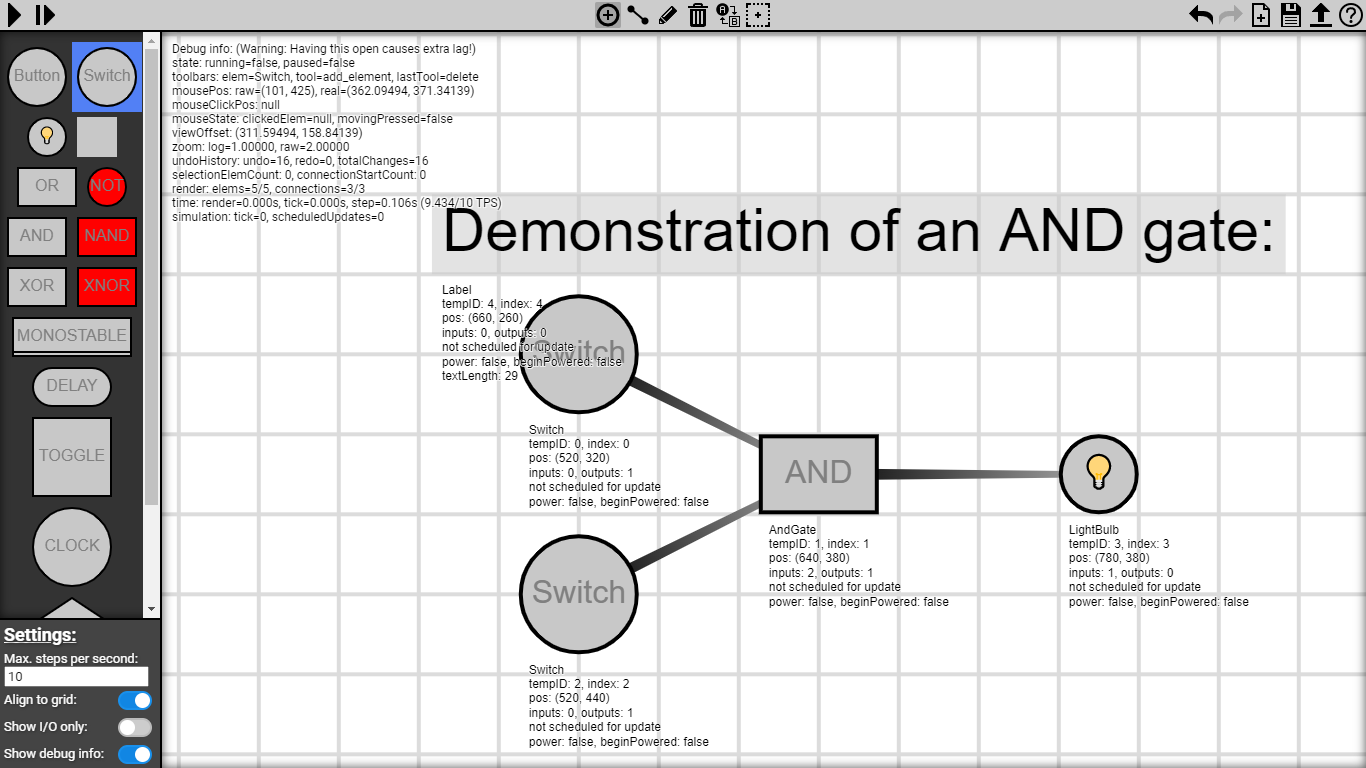 Button
Switch
OR
NOT
AND
NAND
XOR
XNOR
MONOSTABLE
DELAY
TOGGLE
CLOCK
Settings:
Max. steps per second:
10
Align to grid:
Show I/O only:
Show debug info:
Debug info: (Warning: Having this open causes extra lag!)
state: running=false, paused=false
toolbars: elem=Switch, tool=add_element, lastTool=delete
mousePos: raw=(101, 425), real=(362.09494, 371.34139)
mouseClickPos: null
mouseState: clickedElem=null, movingPressed=false
viewOffset: (311.59494, 158.84139)
zoom: log=1.00000, raw=2.00000
undoHistory: undo=16, redo=0, totalChanges=16
selectionElemCount: 0, connectionStartCount: 0
render: elems=5/5, connections=3/3
time: render=0.000s, tick=0.000s, step=0.106s (9.434/10 TPS)
simulation: tick=0, scheduledUpdates=0
Demonstration of an AND gate:
Label
tempID: 4, index: 4
pos: (660, 260)
inputs: 0, outputs: 0
not scheduled for update
power: false, beginPowered: false
textLength: 29
Switch
Switch
tempID: 0, index: 0
pos: (520, 320)
inputs: 0, outputs: 1
not scheduled for update
power: false, beginPowered: false
AND
AndGate
tempID: 1, index: 1
pos: (640, 380)
inputs: 2, outputs: 1
not scheduled for update
power: false, beginPowered: false
LightBulb
tempID: 3, index: 3
pos: (780, 380)
inputs: 1, outputs: 0
not scheduled for update
power: false, beginPowered: false
Switch
Switch
tempID: 2, index: 2
pos: (520, 440)
inputs: 0, outputs: 1
not scheduled for update
power: false, beginPowered: false